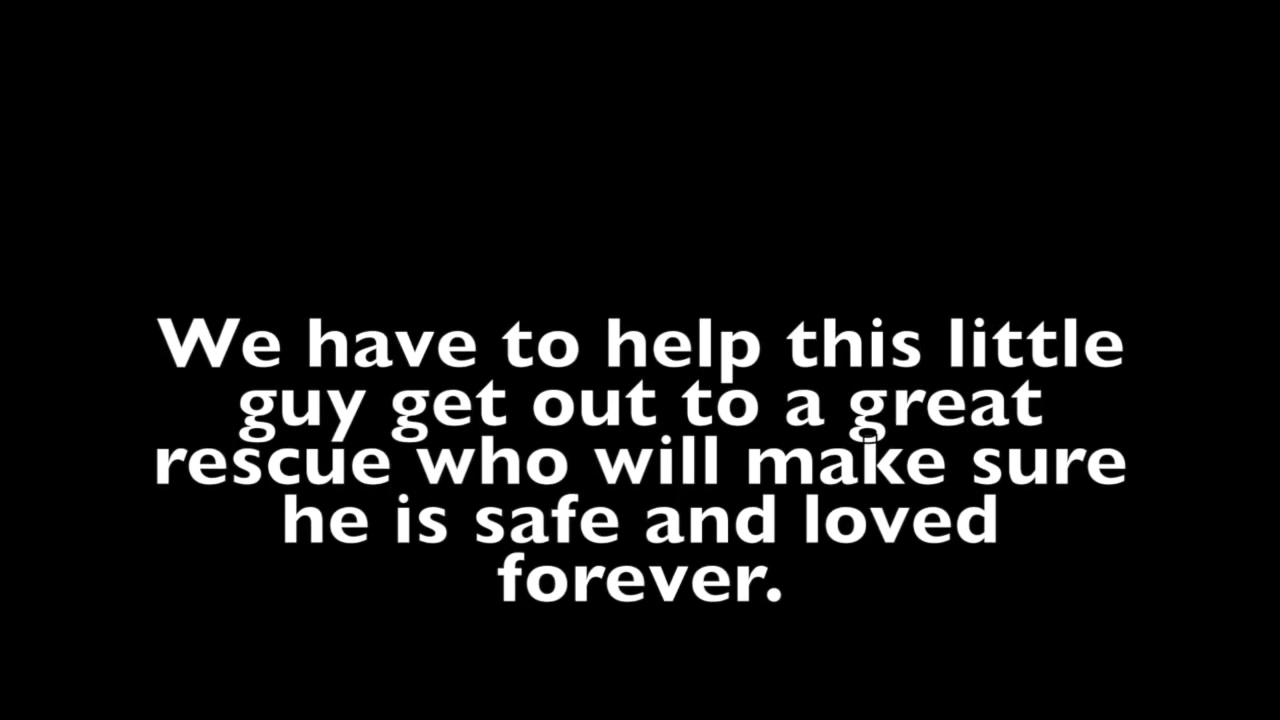 We have to help this little
guy get out to a great
rescue who will make sure
he is safe and loved
forever.